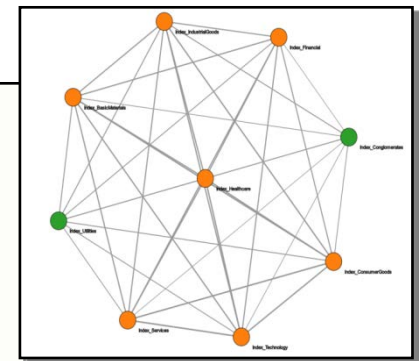 Index_IndustrialGoods
Index_Financial
Index_BasicMaterials
Index_Conglomerates
Index_Healthcare
Index_Utilities
Index_ConsumerGoods
Index_Services
Index_Technology